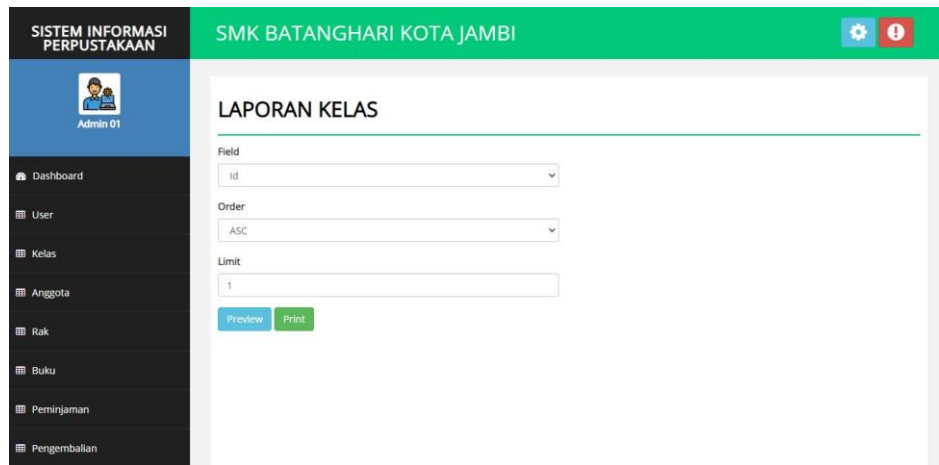 SISTEM INFORMASI
PERPUSTAKAAN
SMK BATANGHARI KOTA JAMBI
Admin 01
Dashboard
User
Kelas
Anggota
Rak
Buku
Peminjaman
Pengembalian
LAPORAN KELAS
Field
Id
Order
ASC
Limit
1
Preview Print